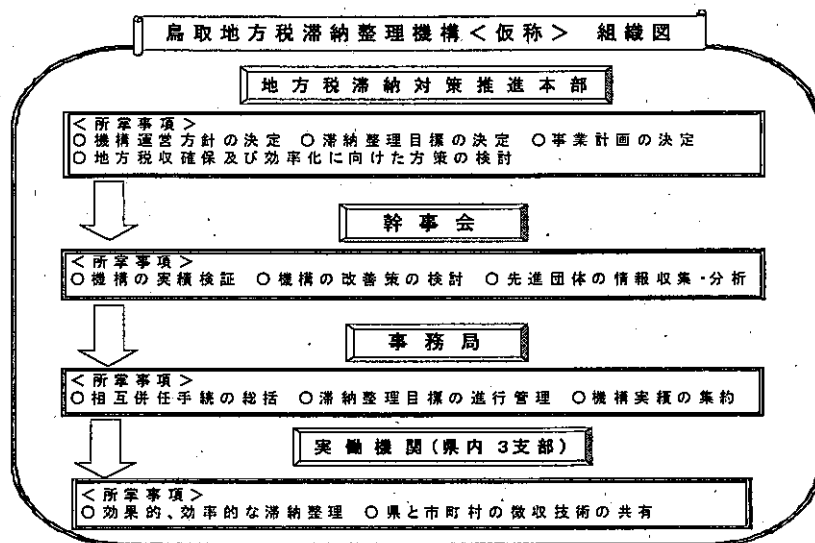 鳥取地方税滞納整理機構<仮称> 組織図
地方税滞納対策推進本部
<所掌事項>
○機構運営方針の決定 ○滞納整理目標の決定 ○事業計画の決定
○地方税収確保及び効率化に向けた方策の検討
幹事会
<所掌事項>
○機構の実績検証 ○機構の改善策の検討 ○先進団体の情報収集・分析
事務局
<所掌事項>
○相互併任手続の総括 ○滞納整理目標の進行管理 ○機構実績の集約
実働機関(県内 3支部)
<所掌事項>
○効果的、効率的な滞納整理 ○県と市町村の徴収技術の共有